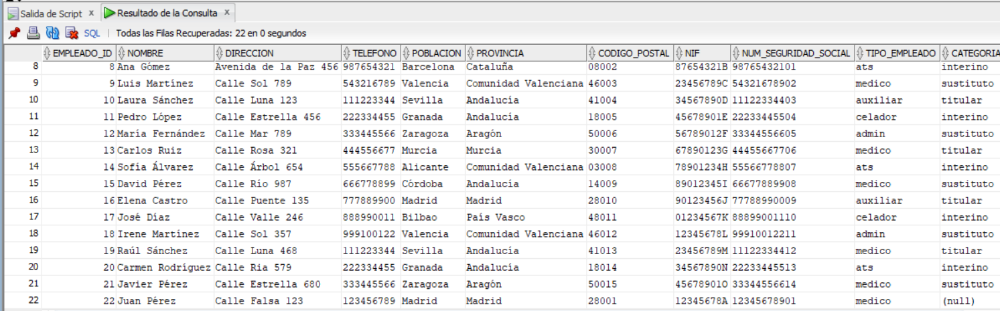 Salida de Script x Resultado de la Consulta x
SQL | Todas las Filas Recuperadas: 22 en 0 segundos
EMPLEADO_ID NOMBRE DIRECCION TELEFONO POBLACION PROVINCIA CODIGO_POSTAL NIF NUM_SEGURIDAD_SOCIAL TIPO_EMPLEADO CATEGORIA
8 8 Ana Gómez Avenida de la Paz 456 987654321 Barcelona Cataluña 08002 87654321B 98765432101 ats interino
9 9 Luis Martínez Calle Sol 789 543216789 Valencia Comunidad Valenciana 46003 23456789C 54321678902 medico sustituto
10 10 Laura Sánchez Calle Luna 123 111223344 Sevilla Andalucía 41004 34567890D 11122334403 auxiliar titular
11 11 Pedro López Calle Estrella 456 222334455 Granada Andalucía 18005 45678901E 22233445504 celador interino
12 12 María Fernández Calle Mar 789 333445566 Zaragoza Aragón 50006 56789012F 33344556605 admin sustituto
13 13 Carlos Ruiz Calle Rosa 321 444556677 Murcia Murcia 30007 67890123G 44455667706 medico titular
14 14 Sofía Álvarez Calle Árbol 654 555667788 Alicante Comunidad Valenciana 03008 78901234H 55566778807 ats interino
15 15 David Pérez Calle Río 987 666778899 Córdoba Andalucía 14009 89012345I 66677889908 medico sustituto
16 16 Elena Castro Calle Puente 135 777889900 Madrid Madrid 28010 90123456J 77788990009 auxiliar titular
17 17 José Díaz Calle Valle 246 888990011 Bilbao País Vasco 48011 01234567K 88899001110 celador interino
18 18 Irene Martínez Calle Sol 357 999100122 Valencia Comunidad Valenciana 46012 12345678L 99910012211 admin sustituto
19 19 Raúl Sánchez Calle Luna 468 111223344 Sevilla Andalucía 41013 23456789M 11122334412 medico titular
20 20 Carmen Rodríguez Calle Ria 579 222334455 Granada Andalucía 18014 34567890N 22233445513 ats interino
21 21 Javier Pérez Calle Estrella 680 333445566 Zaragoza Aragón 50015 45678901O 33344556614 medico sustituto
22 22 Juan Pérez Calle Falsa 123 123456789 Madrid Madrid 28001 12345678A 12345678901 medico (null)